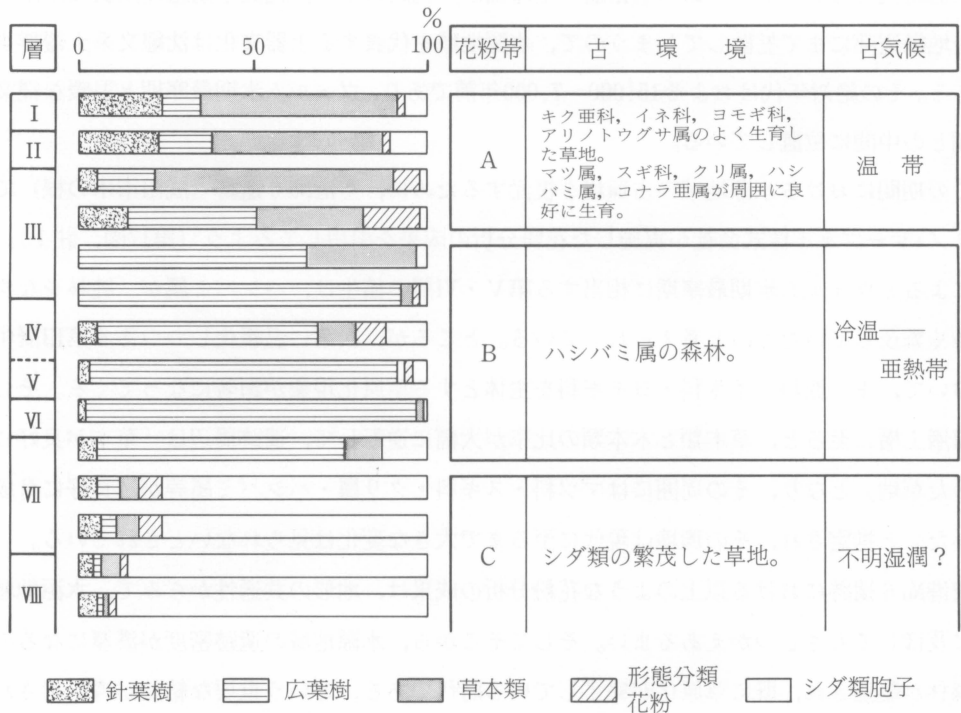 %
層 0 50 100 花粉帯 古環境 古気候
I
II
III
IV
V
VI
VII
VIII
A
キク亜科,イネ科,ヨモギ科,
アリノトウグサ属のよく生育し
た草地。
マツ属,スギ科,クリ属,ハシ
バミ属,コナラ亜属が周囲に良
好に生育。
温帯
B
ハシバミ属の森林。
冷温一
亜熱帯
C
シダ類の繁茂した草地。
不明湿潤?
針葉樹 広葉樹 草本類 形態分類
花粉 シダ類胞子